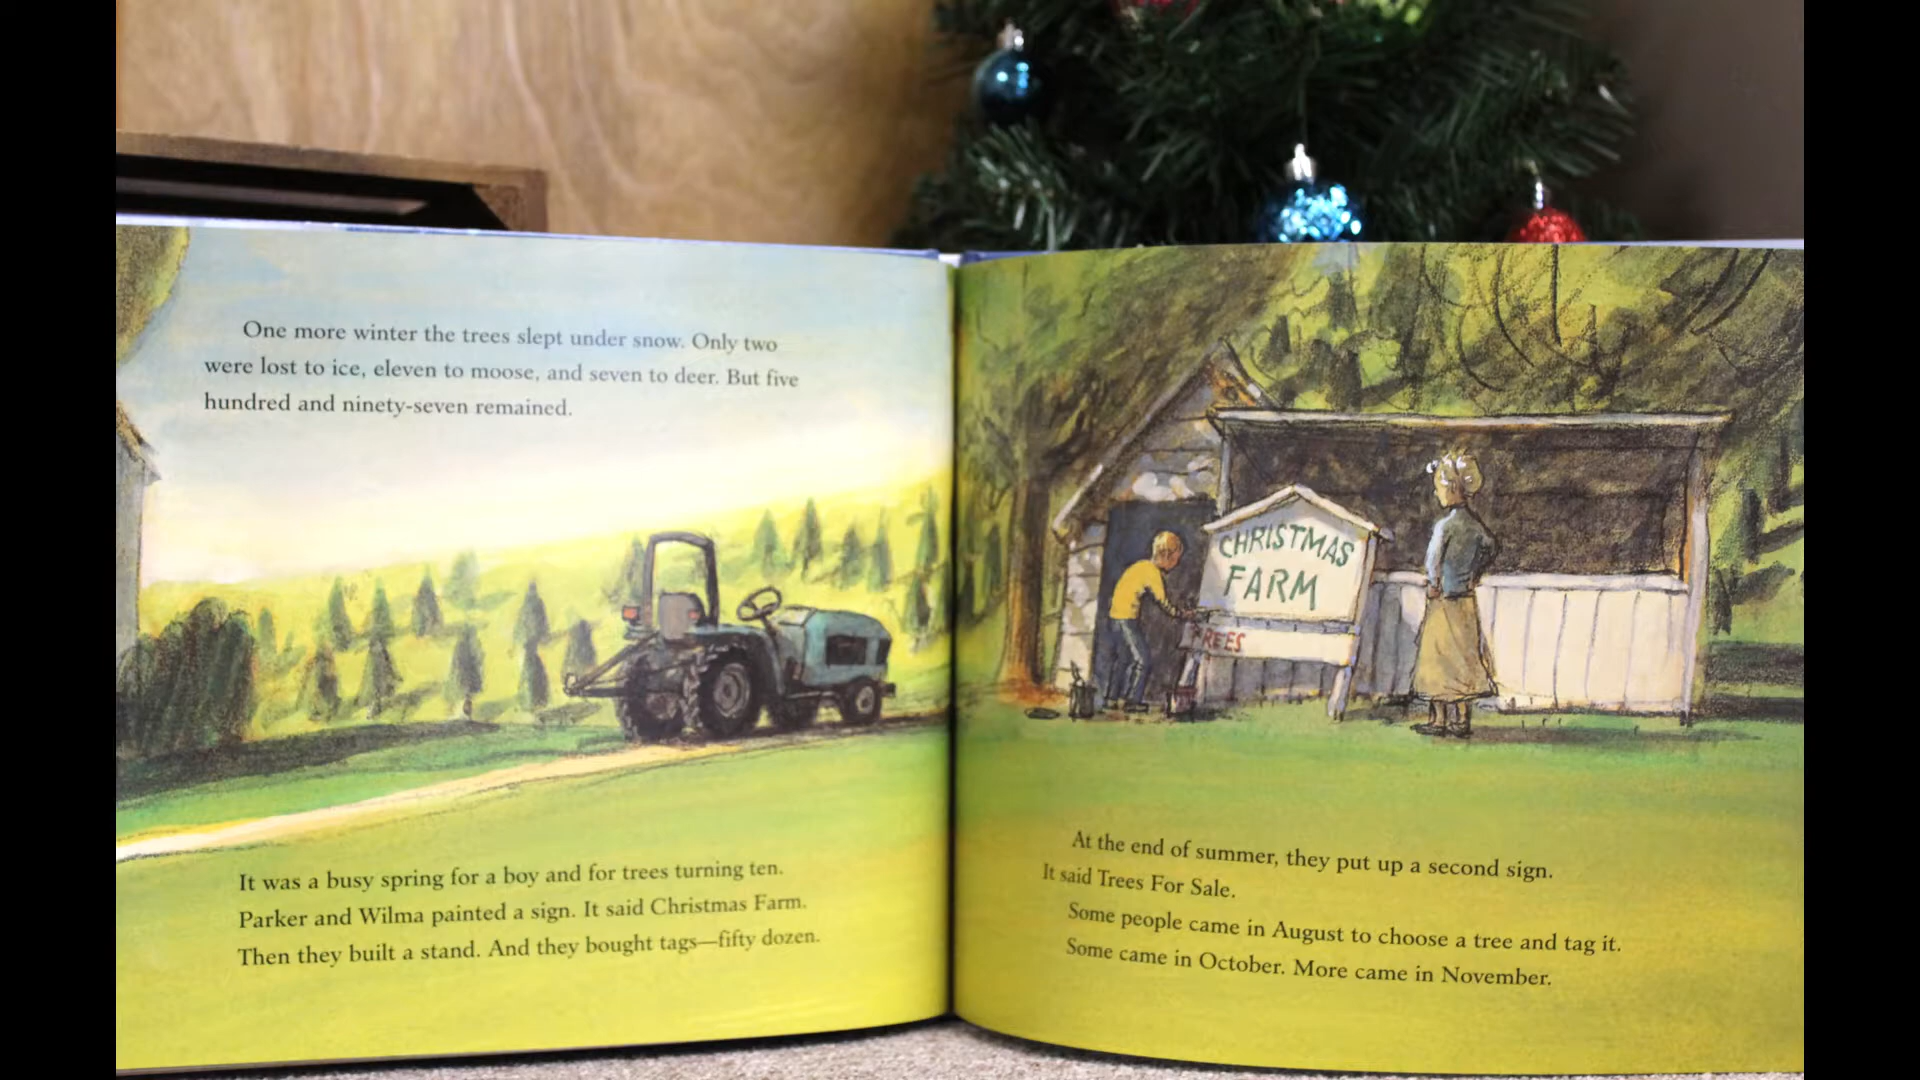 One more winter the trees slept under snow. Only two
were lost to ice, eleven to moose, and seven to deer. But five
hundred and ninety-seven remained.
It was a busy spring for a boy and for trees turning ten.
Parker and Wilma painted a sign. It said Christmas Farm.
Then they built a stand. And they bought tags—fifty dozen.
CHRISTMAS
FARM
TREES
At the end of summer, they put up a second sign.
It said Trees For Sale.
Some people came in August to choose a tree and tag it.
Some came in October. More came in November.